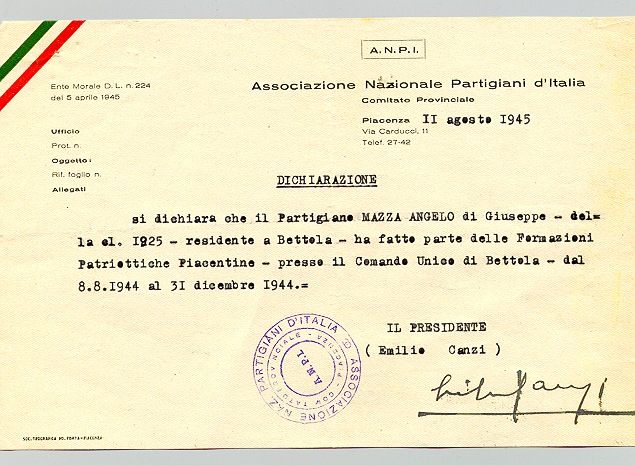 A.N.P.I.
Ente Morale D. L. n. 224
del 5 aprile 1945
Associazione Nazionale Partigiani d'Italia
Comitato Provinciale
Piacenza II agosto 1945
Via Carducci, 11
Telef. 27-42
Ufficio
Prot. n.
Oggetto:
Rif. foglio n.
Allegati
DICHIARAZIONE
si dichiara che il Partigiano MAZZA ANGELO di Giuseppe - del=
la cl. I925 - residente a Bettola - ha fatto parte delle Formazioni
Patriottiche Piacentine - presso il Comando Unico di Bettola - dal
8.8.1944 al 3I dicembre 1944.=
IL PRESIDENTE
( Emilio Canzi )
ASSOCIAZIONE NAZ. PARTIGIANI D'ITALIA
PIACENZA
A.N.P.I.